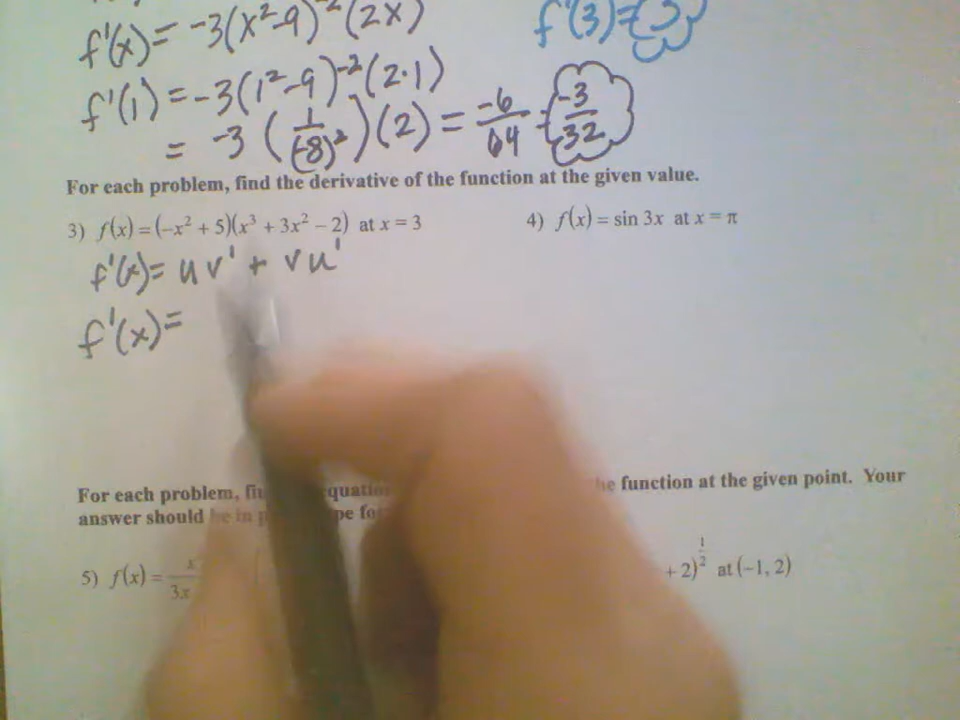 f'(x) = -3(x²-9)⁻²(2x)
f'(3) =
f'(1) = -3(1²-9)⁻²(2·1)
= -3 (1/(-8)²)(2) = -6/64 = -3/32
For each problem, find the derivative of the function at the given value.
3) f(x) = (-x² + 5)(x³ + 3x² - 2) at x = 3
4) f(x) = sin 3x at x = π
f'(x) = uv' + vu'
f'(x) =
For each problem, function at the given point. Your
answer should
5) f(x) =
3x
+ 2)^(1/2) at (-1, 2)